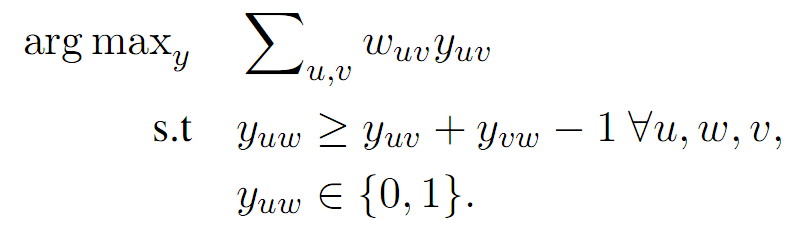 arg max_y ∑_{u,v} w_{uv}y_{uv}
s.t y_{uw} ≥ y_{uv} + y_{vw} − 1 ∀u, w, v,
y_{uw} ∈ {0, 1}.